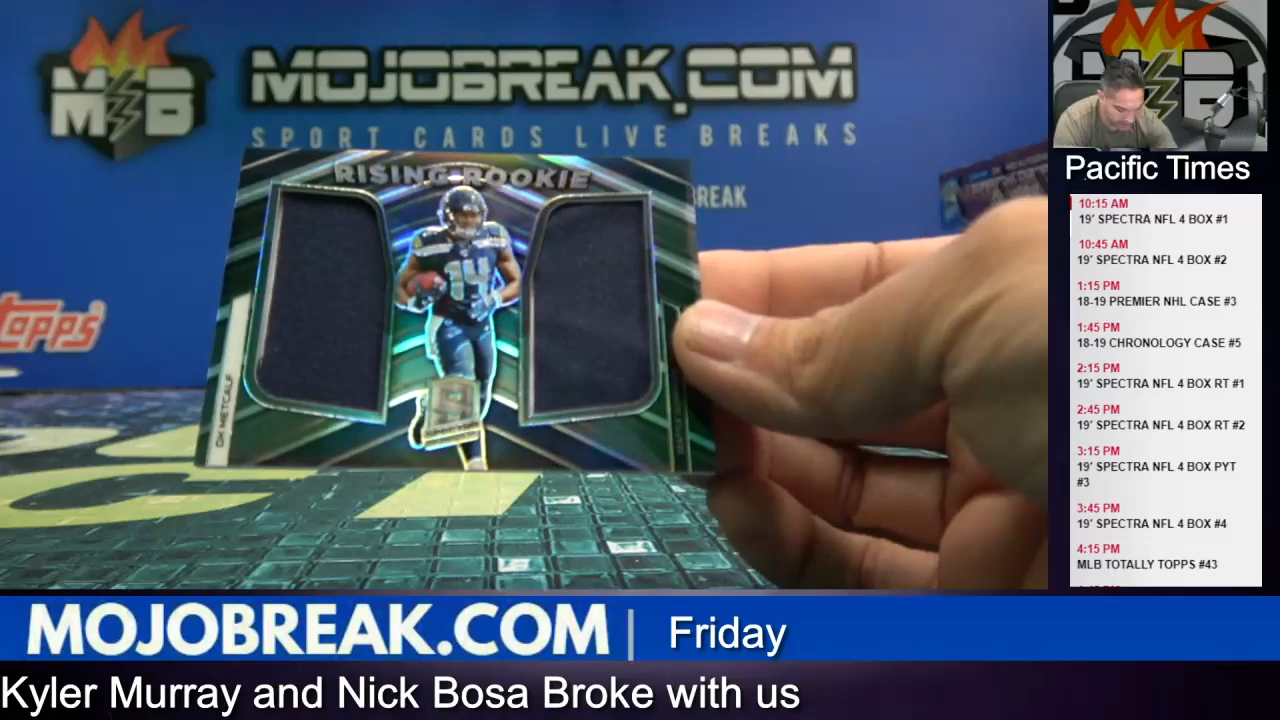 MOJOBREAK.COM
SPORT CARDS LIVE BREAKS
M B
BREAK
RISING ROOKIE
14
DK METCALF
TOPPS
Pacific Times
10:15 AM
19' SPECTRA NFL 4 BOX #1
10:45 AM
19' SPECTRA NFL 4 BOX #2
1:15 PM
18-19 PREMIER NHL CASE #3
1:45 PM
18-19 CHRONOLOGY CASE #5
2:15 PM
19' SPECTRA NFL 4 BOX RT #1
2:45 PM
19' SPECTRA NFL 4 BOX RT #2
3:15 PM
19' SPECTRA NFL 4 BOX PYT
#3
3:45 PM
19' SPECTRA NFL 4 BOX #4
4:15 PM
MLB TOTALLY TOPPS #43
MOJOBREAK.COM | Friday
Kyler Murray and Nick Bosa Broke with us